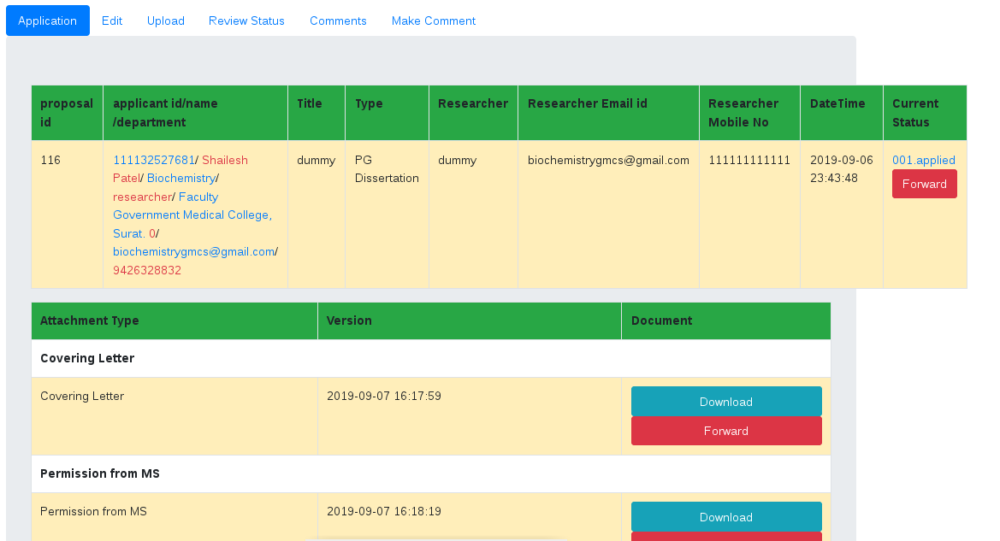 Application Edit Upload Review Status Comments Make Comment
proposal id applicant id/name /department Title Type Researcher Researcher Email id Researcher Mobile No DateTime Current Status
116 111132527681/ Shailesh Patel/ Biochemistry/ researcher/ Faculty Government Medical College, Surat. 0/ biochemistrygmcs@gmail.com/ 9426328832 dummy PG Dissertation dummy biochemistrygmcs@gmail.com 111111111111 2019-09-06 23:43:48 001.applied Forward
Attachment Type Version Document
Covering Letter
Covering Letter 2019-09-07 16:17:59 Download
Forward
Permission from MS
Permission from MS 2019-09-07 16:18:19 Download